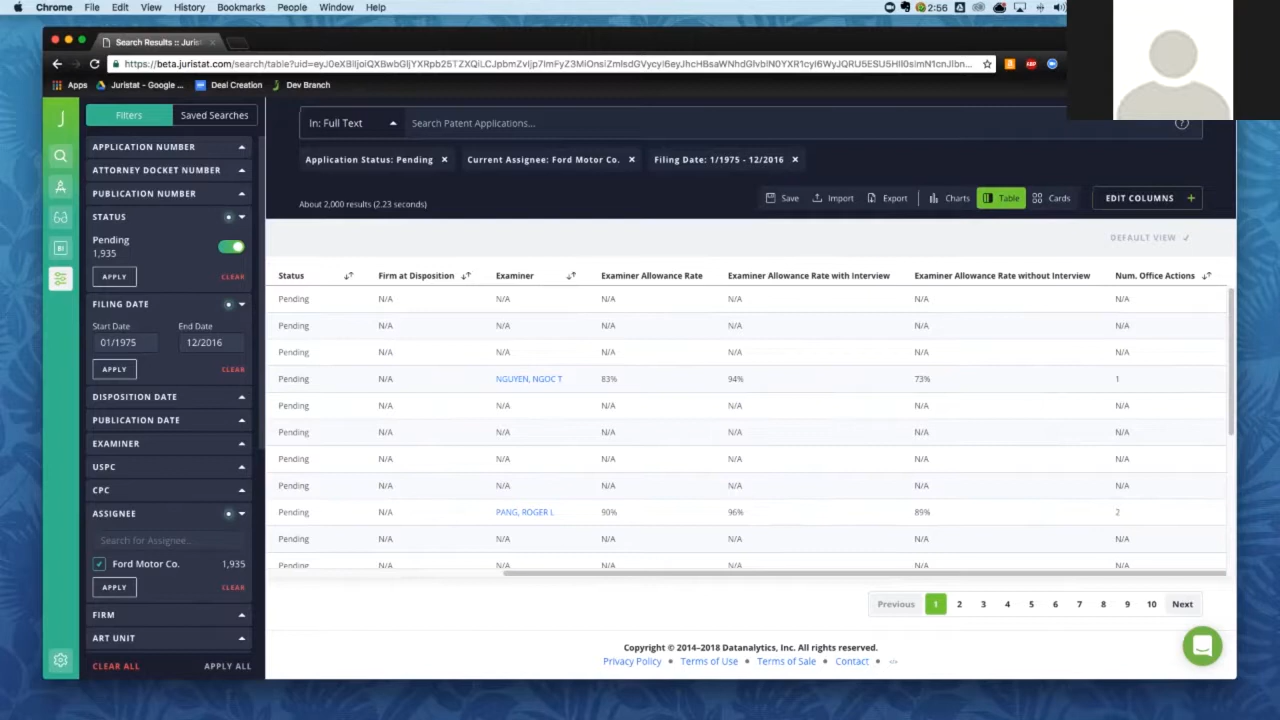 Chrome File Edit View History Bookmarks People Window Help 2:56
Search Results :: Juris
https://beta.juristat.com/search/table?uid=
Apps Juristat - Google ... Deal Creation Dev Branch
Filters Saved Searches
In: Full Text Search Patent Applications...
APPLICATION NUMBER
ATTORNEY DOCKET NUMBER
PUBLICATION NUMBER
STATUS
Pending
1,935
APPLY CLEAR
FILING DATE
Start Date End Date
01/1975 12/2016
APPLY CLEAR
DISPOSITION DATE
PUBLICATION DATE
EXAMINER
USPC
CPC
ASSIGNEE
Search for Assignee...
Ford Motor Co. 1,935
APPLY CLEAR
FIRM
ART UNIT
CLEAR ALL APPLY ALL
Application Status: Pending × Current Assignee: Ford Motor Co. × Filing Date: 1/1975 - 12/2016 ×
About 2,000 results (2.23 seconds) Save Import Export Charts Table Cards EDIT COLUMNS +
DEFAULT VIEW
Status Firm at Disposition Examiner Examiner Allowance Rate Examiner Allowance Rate with Interview Examiner Allowance Rate without Interview Num. Office Actions
Pending N/A N/A N/A N/A N/A N/A
Pending N/A N/A N/A N/A N/A N/A
Pending N/A N/A N/A N/A N/A N/A
Pending N/A NGUYEN, NGOC T 83% 94% 73% 1
Pending N/A N/A N/A N/A N/A N/A
Pending N/A N/A N/A N/A N/A N/A
Pending N/A N/A N/A N/A N/A N/A
Pending N/A N/A N/A N/A N/A N/A
Pending N/A PANG, ROGER L 90% 96% 89% 2
Pending N/A N/A N/A N/A N/A N/A
Pending N/A N/A N/A N/A N/A N/A
Previous 1 2 3 4 5 6 7 8 9 10 Next
Copyright © 2014-2018 Datanalytics, Inc. All rights reserved.
Privacy Policy • Terms of Use • Terms of Sale • Contact • </>